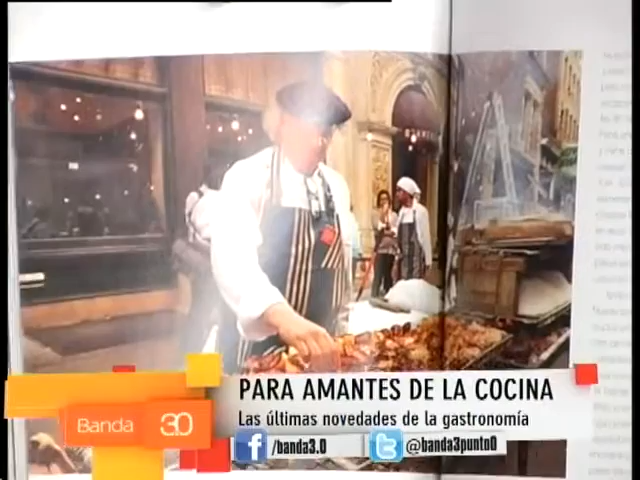 PARA AMANTES DE LA COCINA
Las últimas novedades de la gastronomía
Banda 3.0
f /banda3.0 @banda3punto0